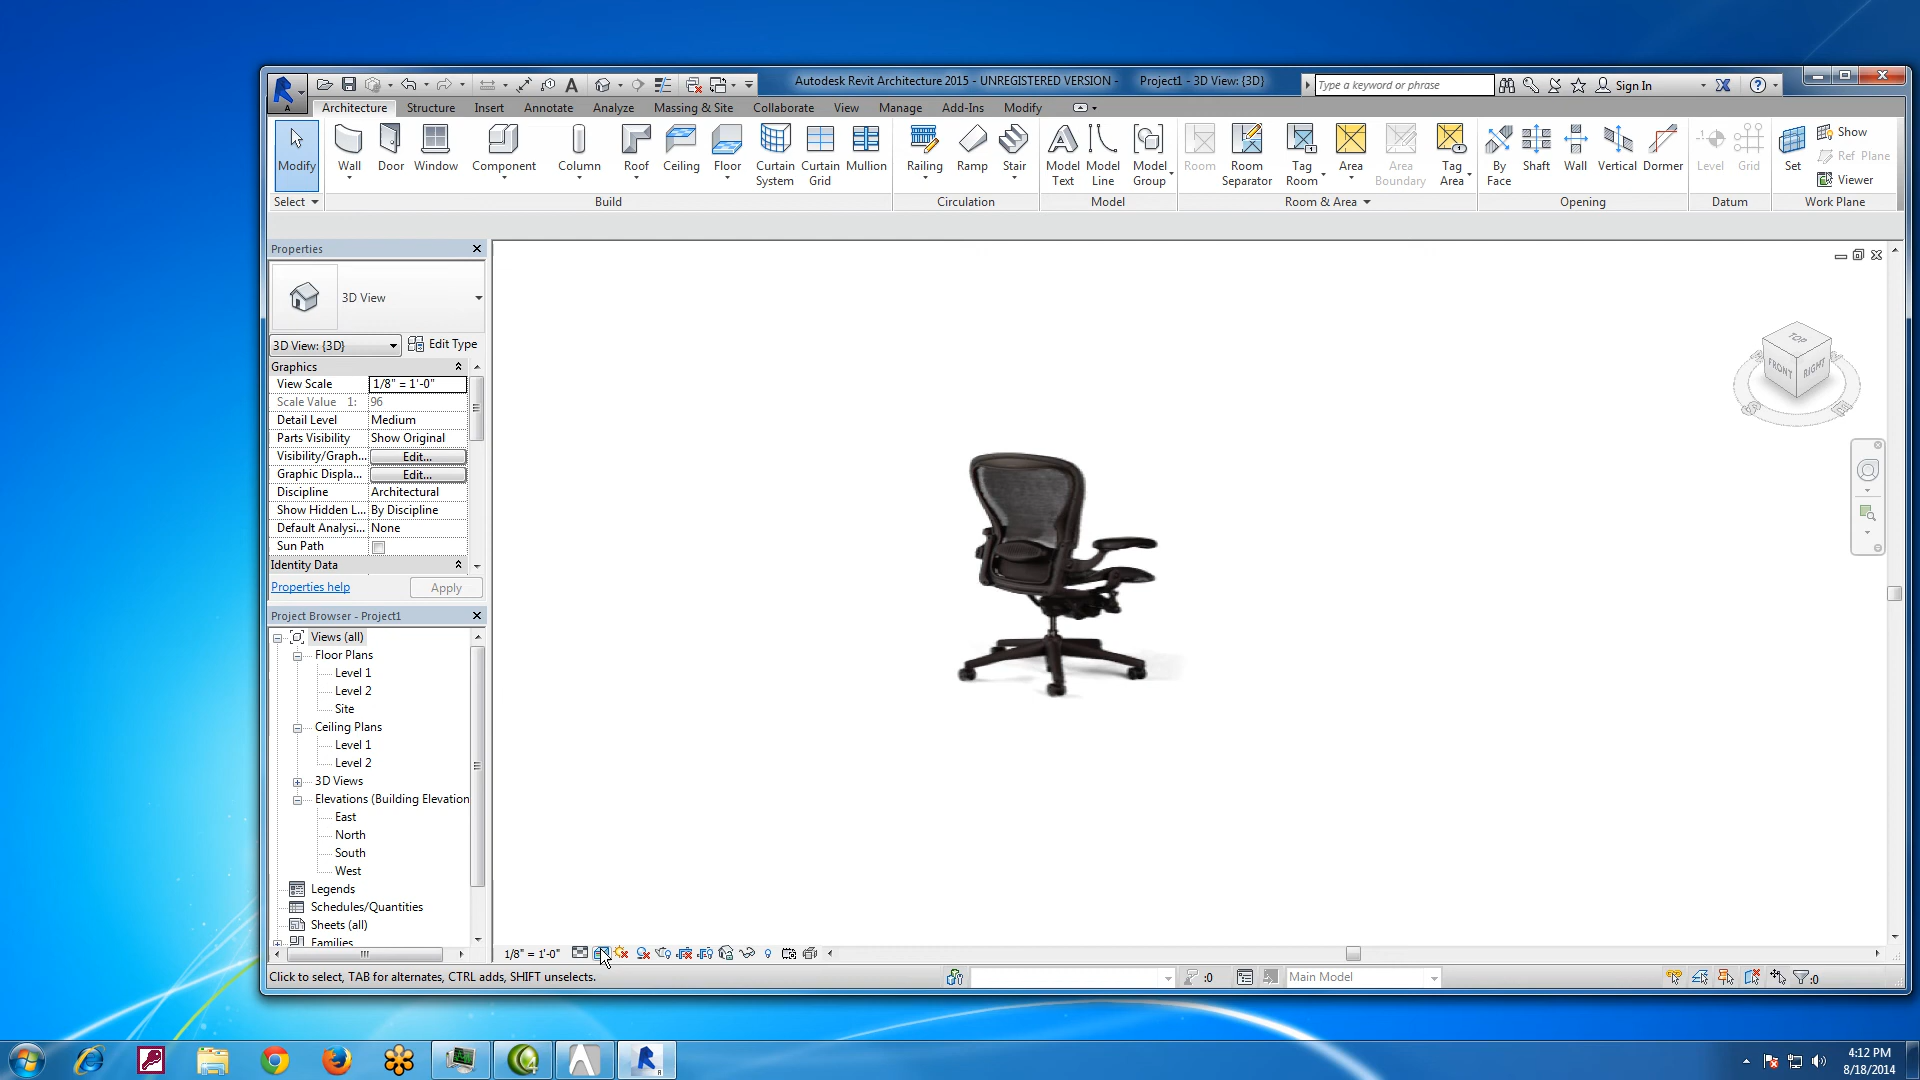 Autodesk Revit Architecture 2015 - UNREGISTERED VERSION - Project1 - 3D View: {3D}
Type a keyword or phrase
Sign In
Architecture Structure Insert Annotate Analyze Massing & Site Collaborate View Manage Add-Ins Modify
Modify Wall Door Window Component Column Roof Ceiling Floor Curtain System Curtain Grid Mullion Railing Ramp Stair Model Text Model Line Model Group Room Room Separator Tag Room Area Area Boundary Tag Area By Face Shaft Wall Vertical Dormer Level Grid Set
Show
Ref Plane
Viewer
Select Build Circulation Model Room & Area Opening Datum Work Plane
Properties
3D View
3D View: {3D} Edit Type
Graphics
View Scale 1/8" = 1'-0"
Scale Value 1: 96
Detail Level Medium
Parts Visibility Show Original
Visibility/Graph... Edit...
Graphic Displa... Edit...
Discipline Architectural
Show Hidden L... By Discipline
Default Analysi... None
Sun Path
Identity Data
Properties help Apply
Project Browser - Project1
Views (all)
Floor Plans
Level 1
Level 2
Site
Ceiling Plans
Level 1
Level 2
3D Views
Elevations (Building Elevation
East
North
South
West
Legends
Schedules/Quantities
Sheets (all)
Families
TOP
FRONT RIGHT
1/8" = 1'-0"
Click to select, TAB for alternates, CTRL adds, SHIFT unselects.
:0
Main Model
:0
4:12 PM
8/18/2014